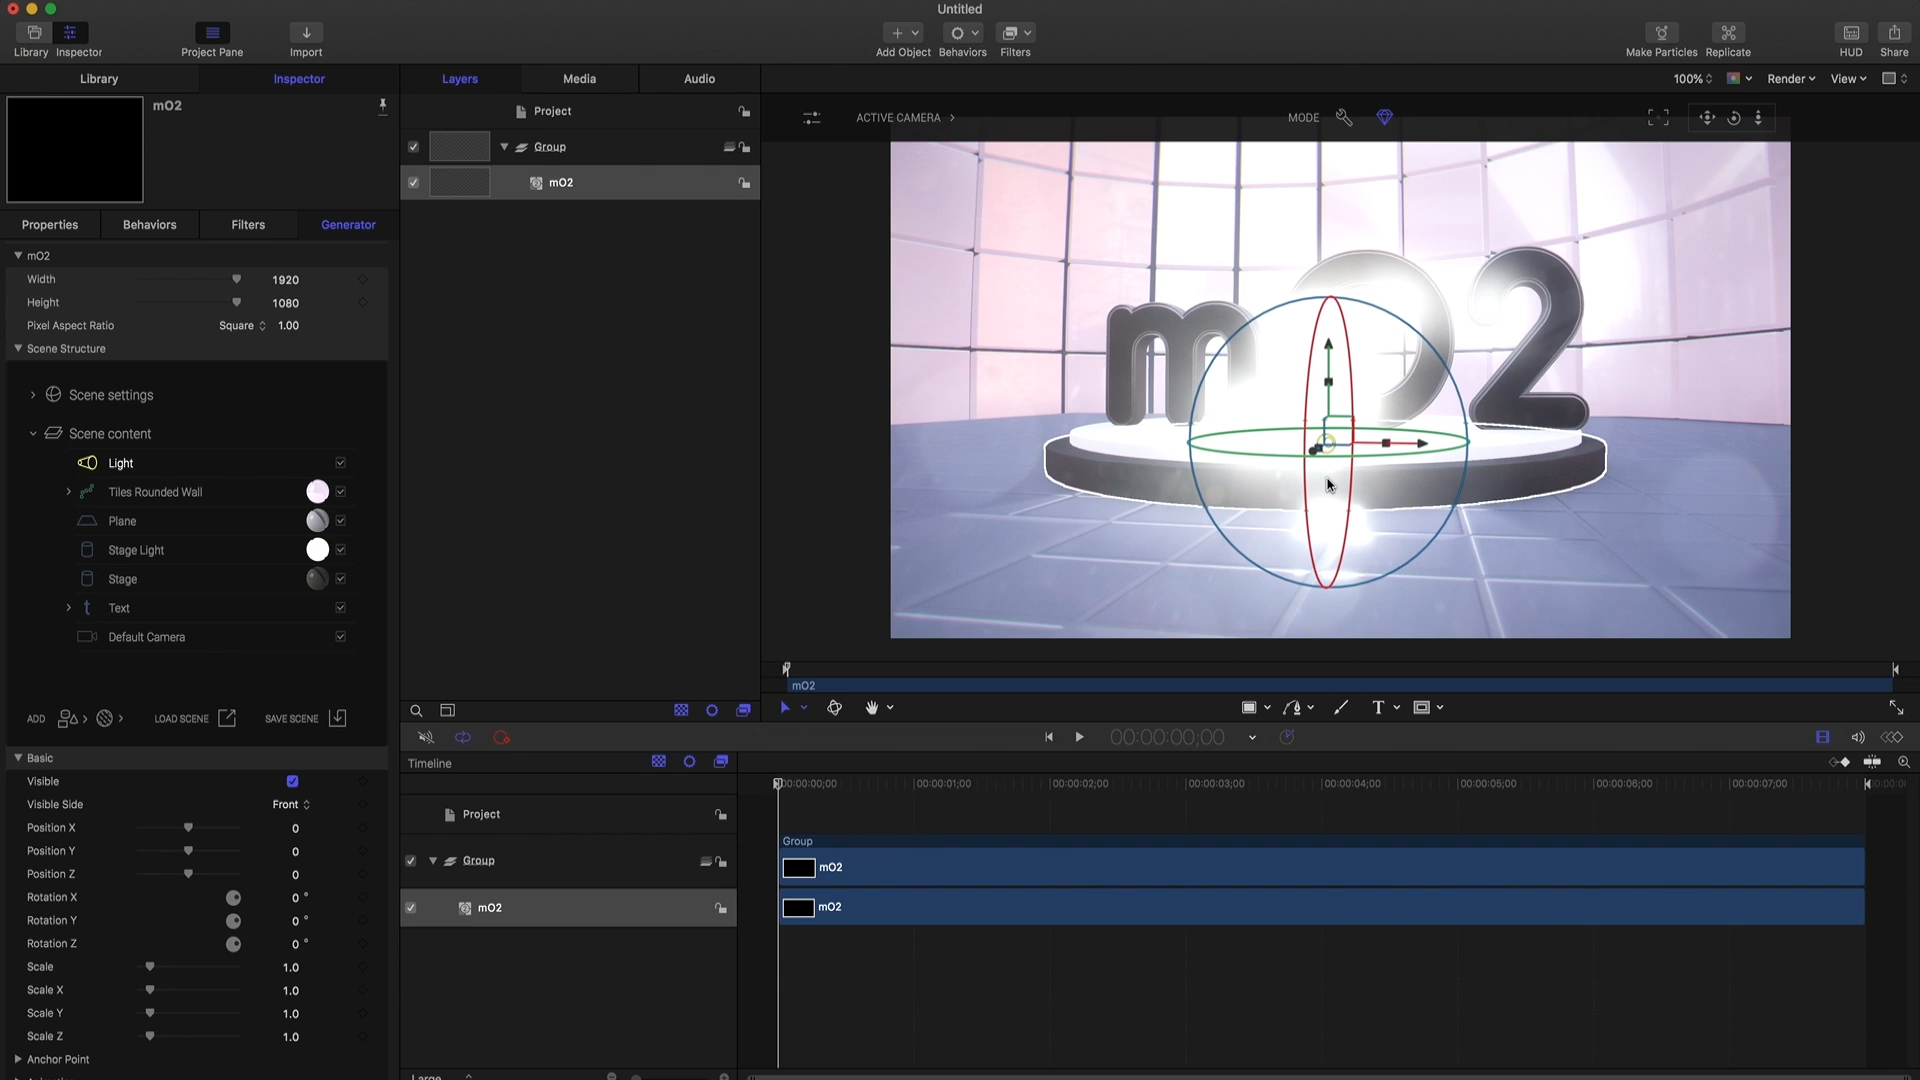 Untitled
Library Inspector Project Pane Import Add Object Behaviors Filters Make Particles Replicate HUD Share
Library Inspector Layers Media Audio 100% Render View
mO2
Project
ACTIVE CAMERA MODE
Group
mO2
Properties Behaviors Filters Generator
mO2
Width 1920
Height 1080
Pixel Aspect Ratio Square 1.00
Scene Structure
Scene settings
Scene content
Light
Tiles Rounded Wall
Plane
Stage Light
Stage
Text
Default Camera
mO2
mO2
ADD LOAD SCENE SAVE SCENE
00:00:00;00
Basic
Timeline
Visible
Visible Side Front
Position X 0
Position Y 0
Position Z 0
Rotation X 0 °
Rotation Y 0 °
Rotation Z 0 °
Scale 1.0
Scale X 1.0
Scale Y 1.0
Scale Z 1.0
Anchor Point
00:00:00;00 00:00:01;00 00:00:02;00 00:00:03;00 00:00:04;00 00:00:05;00 00:00:06;00 00:00:07;00
Project
Group
Group
mO2
mO2
mO2
Large